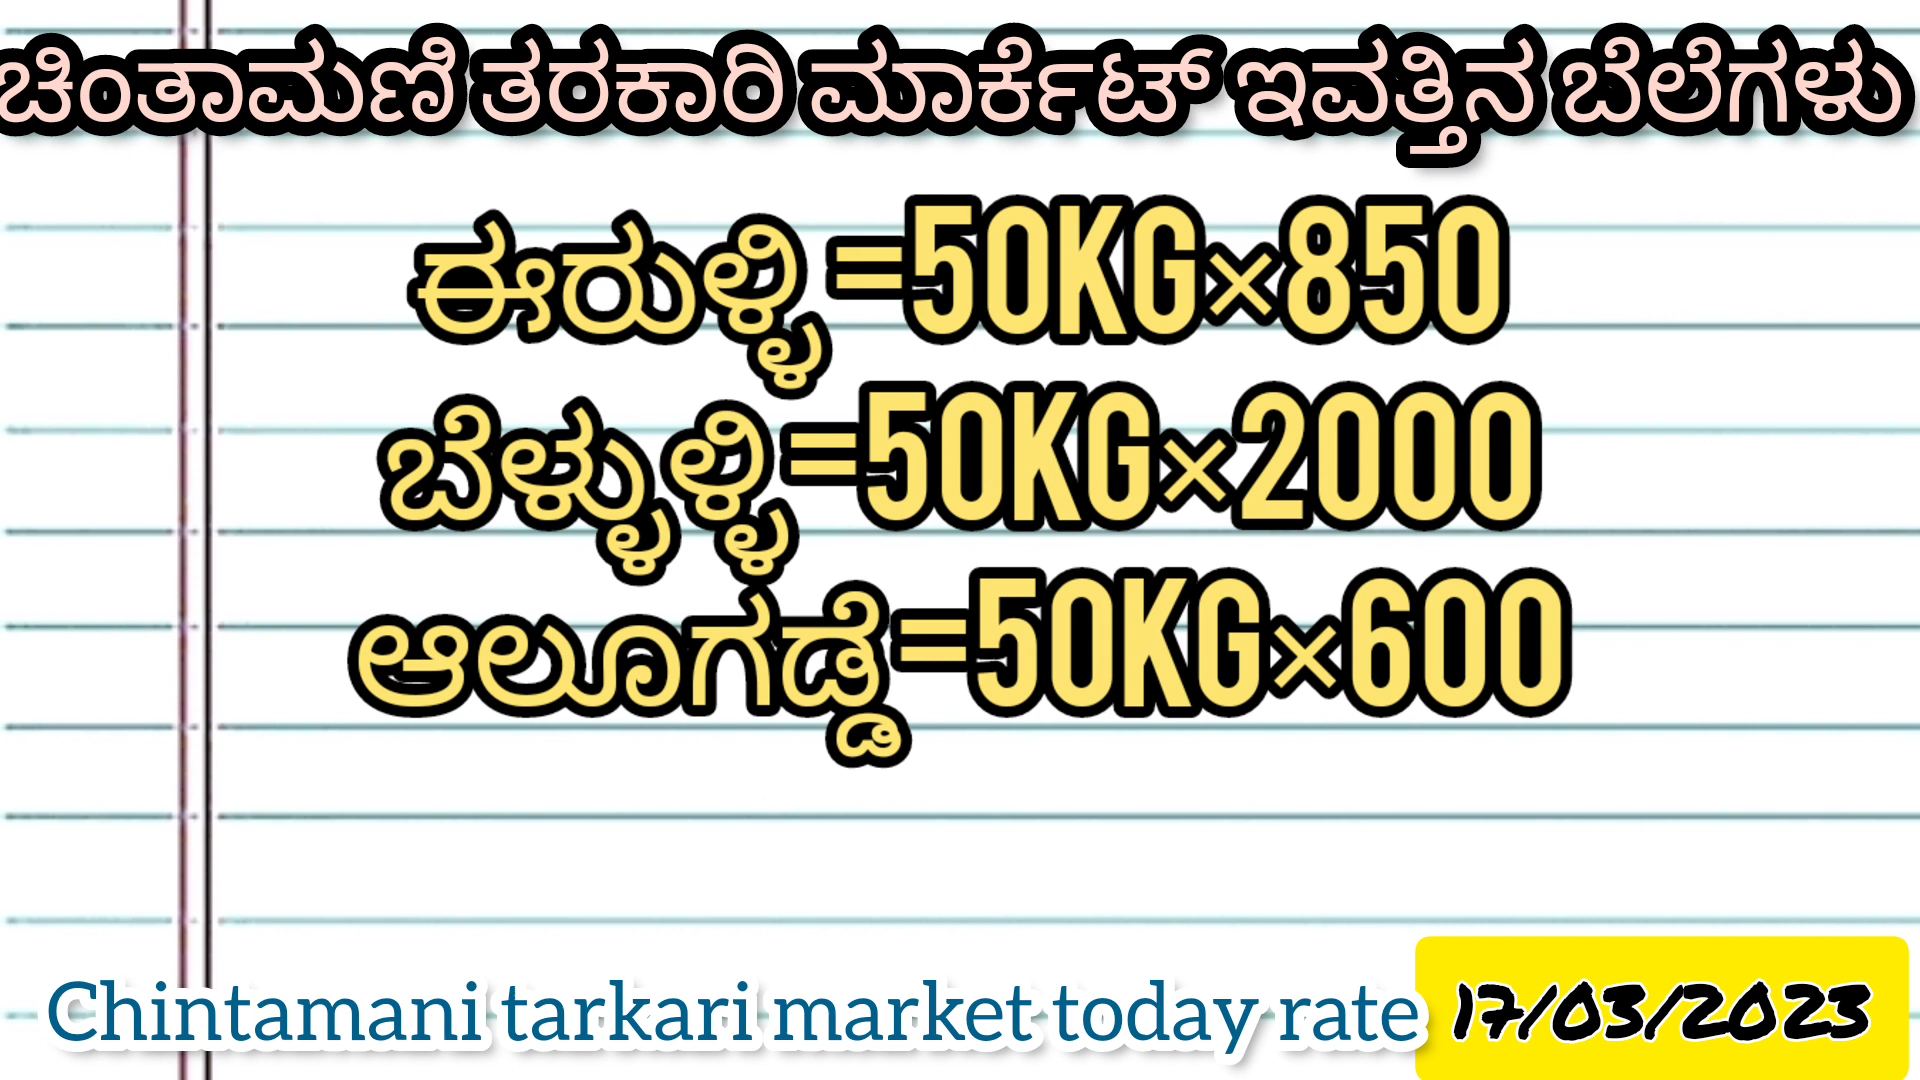 ಚಿಂತಾಮಣಿ ತರಕಾರಿ ಮಾರ್ಕೆಟ್ ಇವತ್ತಿನ ಬೆಲೆಗಳು
ಈರುಳ್ಳಿ =50KG×850
ಬೆಳ್ಳುಳ್ಳಿ=50KG×2000
ಆಲೂಗಡ್ಡೆ=50KG×600
Chintamani tarkari market today rate 17/03/2023